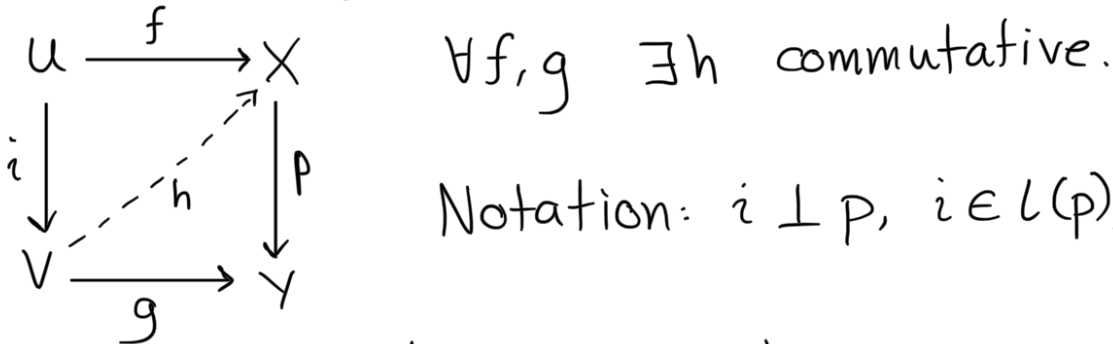 U f X ∀f, g ∃h commutative.
i h p
Notation: i ⊥ p, i ∈ l(p)
V g Y